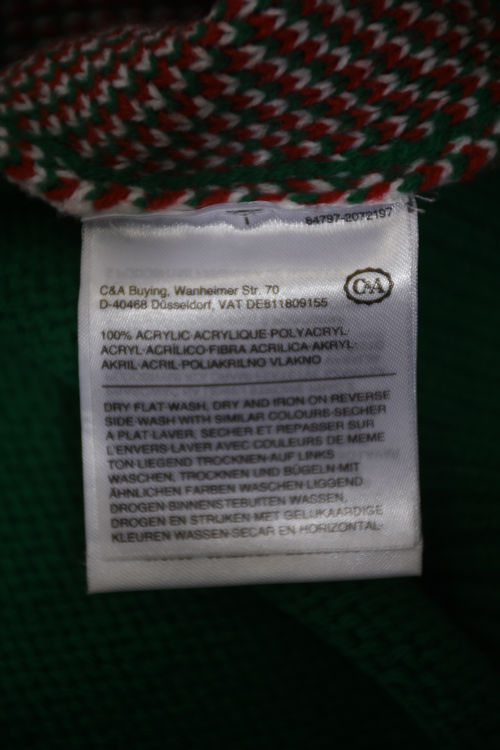 84797-2072197
C&A Buying, Wanheimer Str. 70
D-40468 Düsseldorf, VAT DE811809155
C&A
100% ACRYLIC·ACRYLIQUE·POLYACRYL·
ACRYL·ACRÍLICO·FIBRA ACRILICA·AKRYL·
AKRIL·ACRIL·POLIAKRILNO VLAKNO
DRY FLAT·WASH, DRY AND IRON ON REVERSE
SIDE·WASH WITH SIMILAR COLOURS·SECHER
A PLAT·LAVER, SECHER ET REPASSER SUR
L'ENVERS·LAVER AVEC COULEURS DE MEME
TON·LIEGEND TROCKNEN·AUF LINKS
WASCHEN, TROCKNEN UND BÜGELN·MIT
ÄHNLICHEN FARBEN WASCHEN·LIGGEND
DROGEN·BINNENSTEBUITEN WASSEN,
DROGEN EN STRIJKEN MET GELIJKAARDIGE
KLEUREN WASSEN·SECAR EN HORIZONTAL·